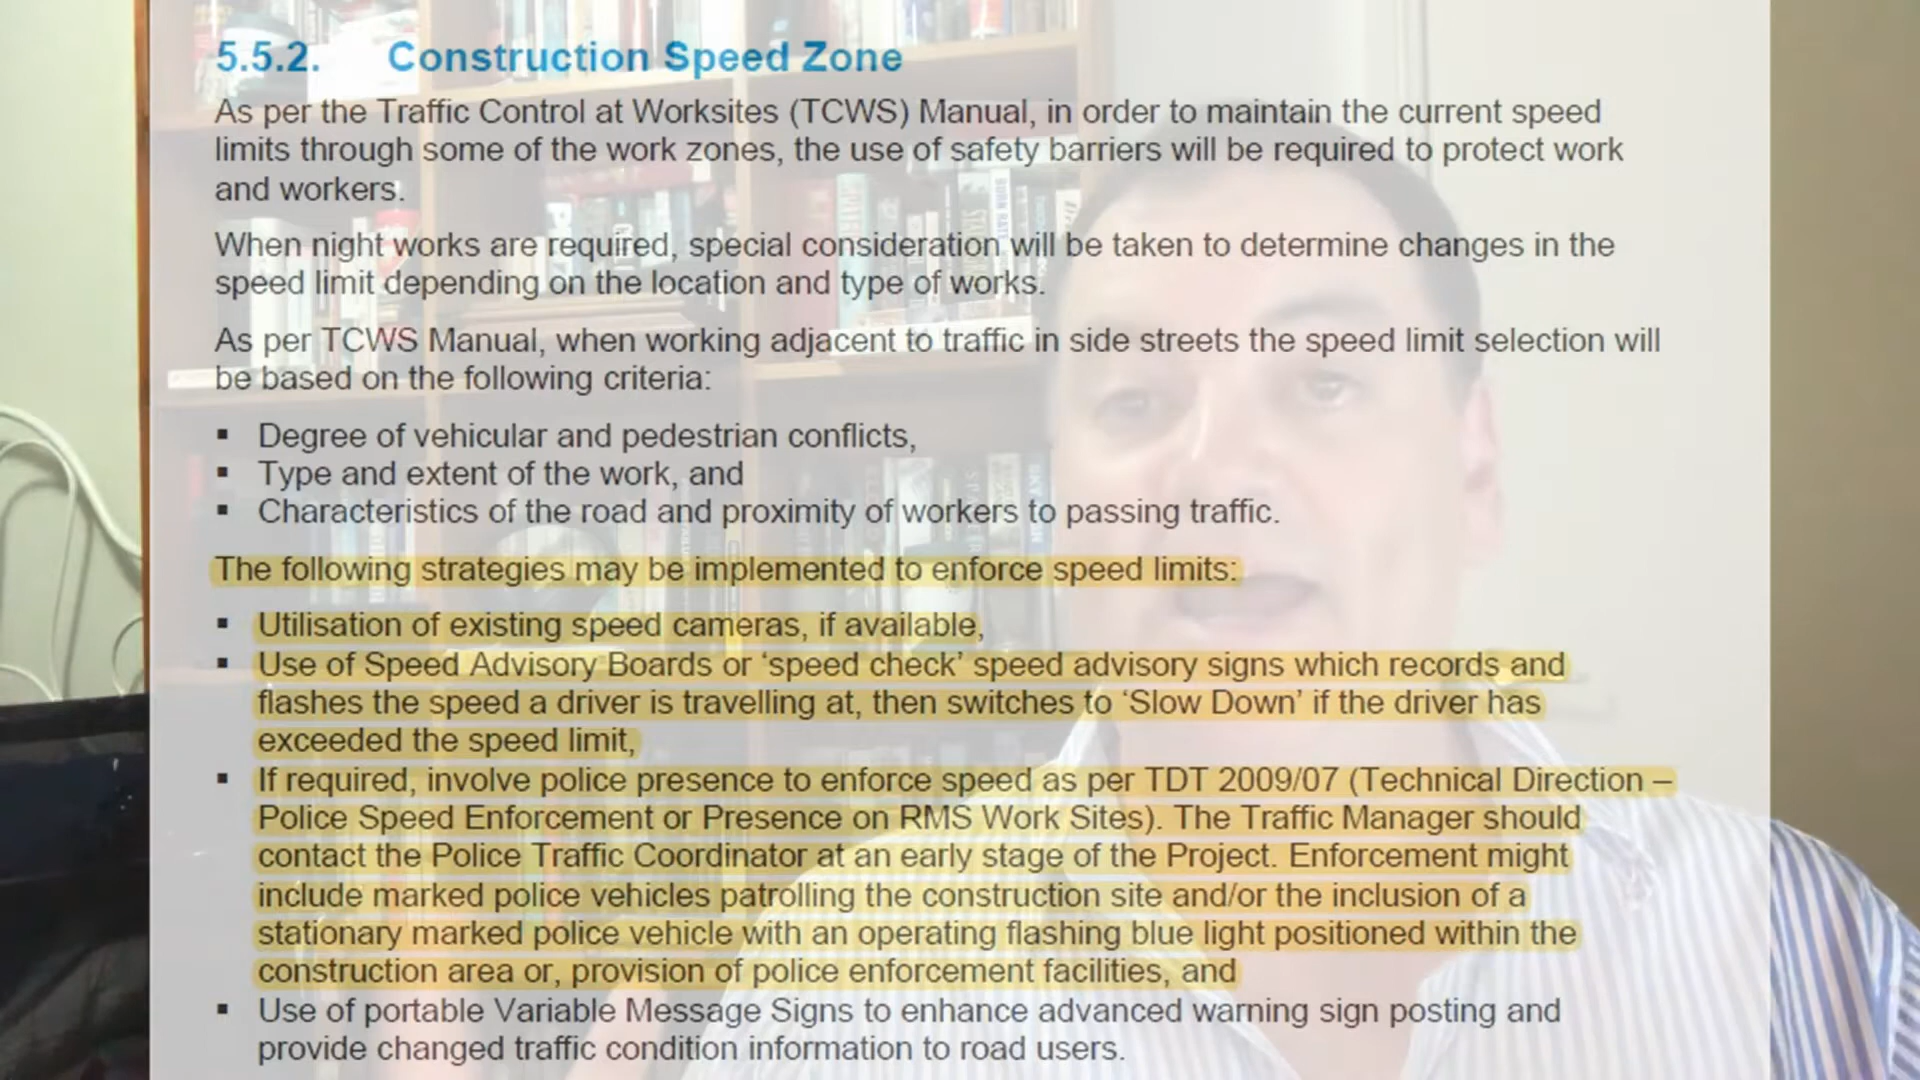 5.5.2. Construction Speed Zone
As per the Traffic Control at Worksites (TCWS) Manual, in order to maintain the current speed
limits through some of the work zones, the use of safety barriers will be required to protect work
and workers.
When night works are required, special consideration will be taken to determine changes in the
speed limit depending on the location and type of works.
As per TCWS Manual, when working adjacent to traffic in side streets the speed limit selection will
be based on the following criteria:
▪ Degree of vehicular and pedestrian conflicts,
▪ Type and extent of the work, and
▪ Characteristics of the road and proximity of workers to passing traffic.
The following strategies may be implemented to enforce speed limits:
▪ Utilisation of existing speed cameras, if available,
▪ Use of Speed Advisory Boards or ‘speed check’ speed advisory signs which records and
flashes the speed a driver is travelling at, then switches to ‘Slow Down’ if the driver has
exceeded the speed limit,
▪ If required, involve police presence to enforce speed as per TDT 2009/07 (Technical Direction –
Police Speed Enforcement or Presence on RMS Work Sites). The Traffic Manager should
contact the Police Traffic Coordinator at an early stage of the Project. Enforcement might
include marked police vehicles patrolling the construction site and/or the inclusion of a
stationary marked police vehicle with an operating flashing blue light positioned within the
construction area or, provision of police enforcement facilities, and
▪ Use of portable Variable Message Signs to enhance advanced warning sign posting and
provide changed traffic condition information to road users.